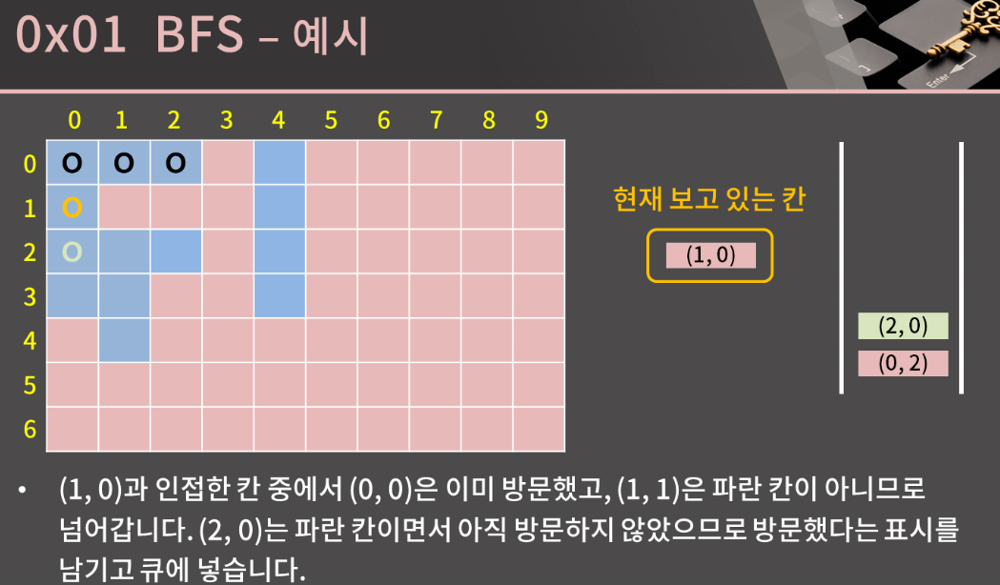 0x01 BFS – 예시
Enter
0 1 2 3 4 5 6 7 8 9
0 O O O
1 O
2 O
3
4
5
6
현재 보고 있는 칸
(1, 0)
(2, 0)
(0, 2)
• (1, 0)과 인접한 칸 중에서 (0, 0)은 이미 방문했고, (1, 1)은 파란 칸이 아니므로
넘어갑니다. (2, 0)는 파란 칸이면서 아직 방문하지 않았으므로 방문했다는 표시를
남기고 큐에 넣습니다.